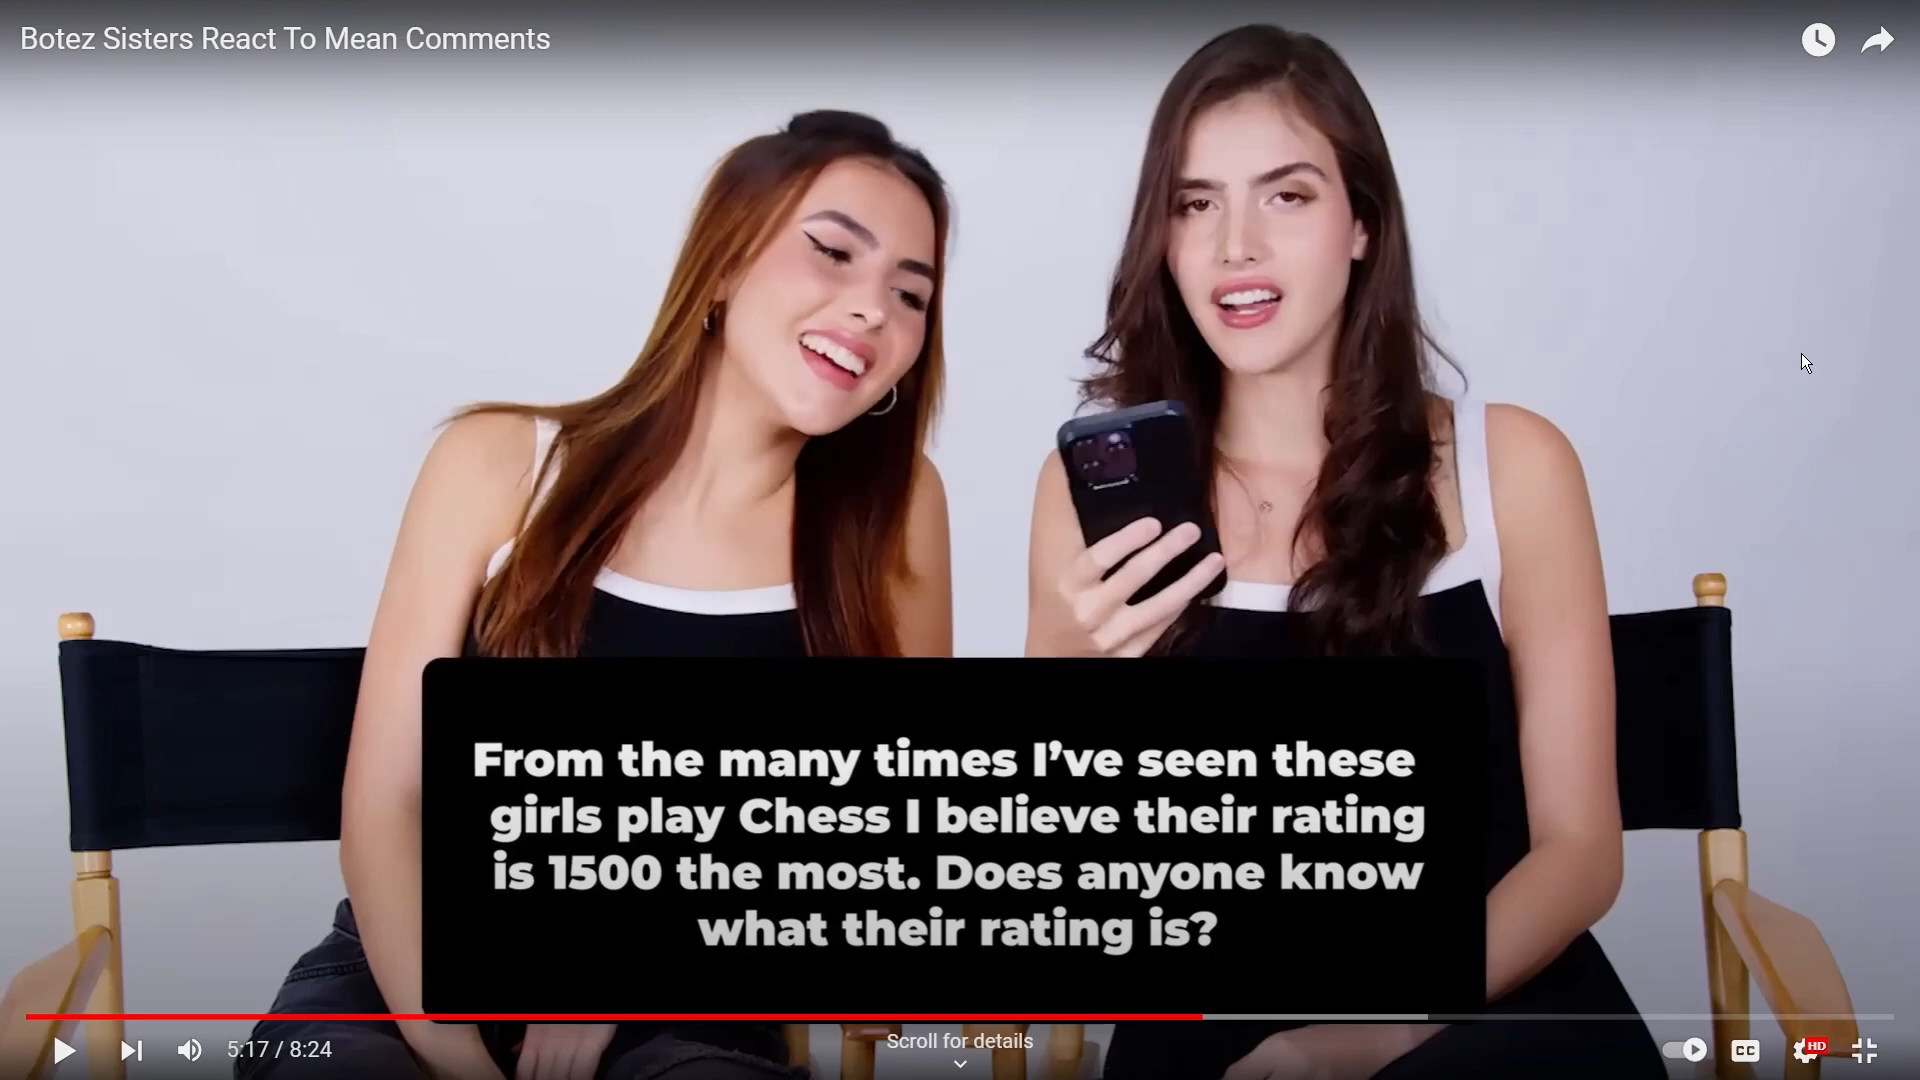 Botez Sisters React To Mean Comments
From the many times I’ve seen these
girls play Chess I believe their rating
is 1500 the most. Does anyone know
what their rating is?
Scroll for details
5:17 / 8:24
CC
HD